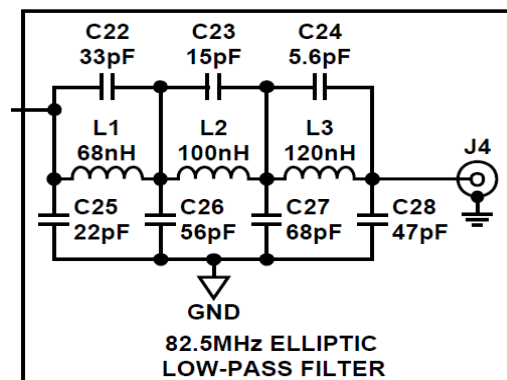 C22 C23 C24
33pF 15pF 5.6pF
L1 L2 L3 J4
68nH 100nH 120nH
C25 C26 C27 C28
22pF 56pF 68pF 47pF
GND
82.5MHz ELLIPTIC
LOW-PASS FILTER